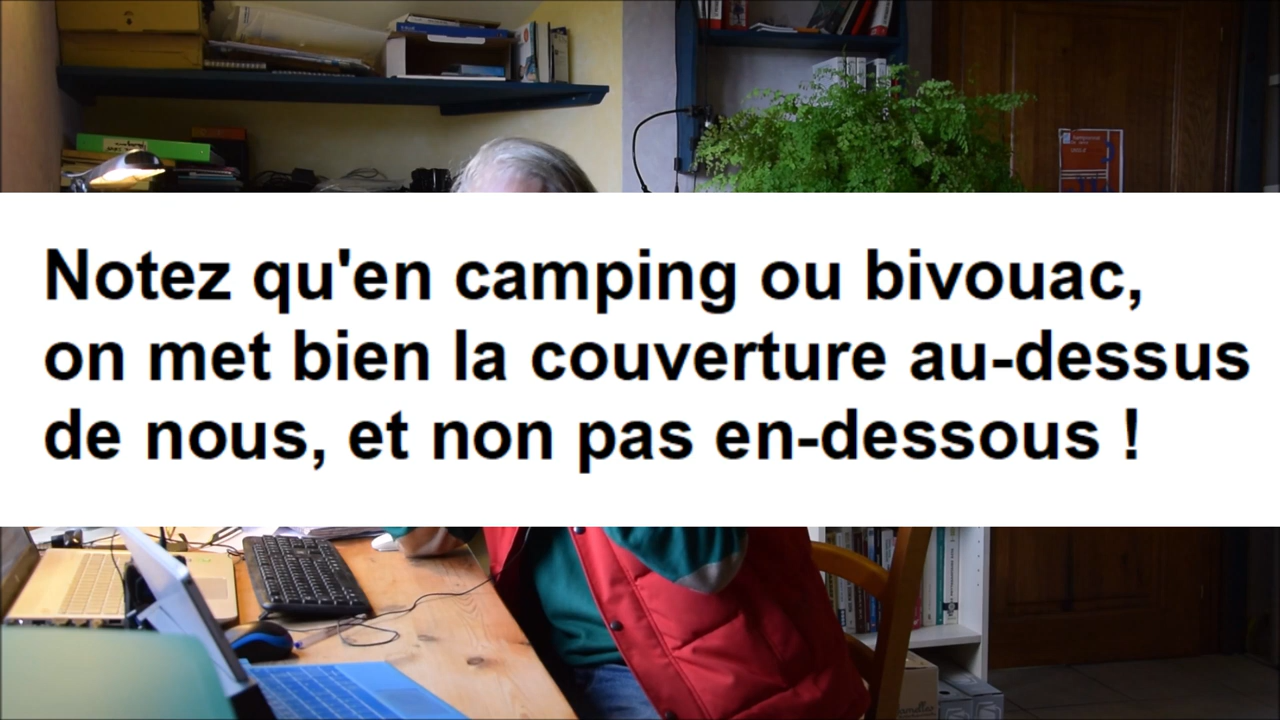 Notez qu'en camping ou bivouac,
on met bien la couverture au-dessus
de nous, et non pas en-dessous !